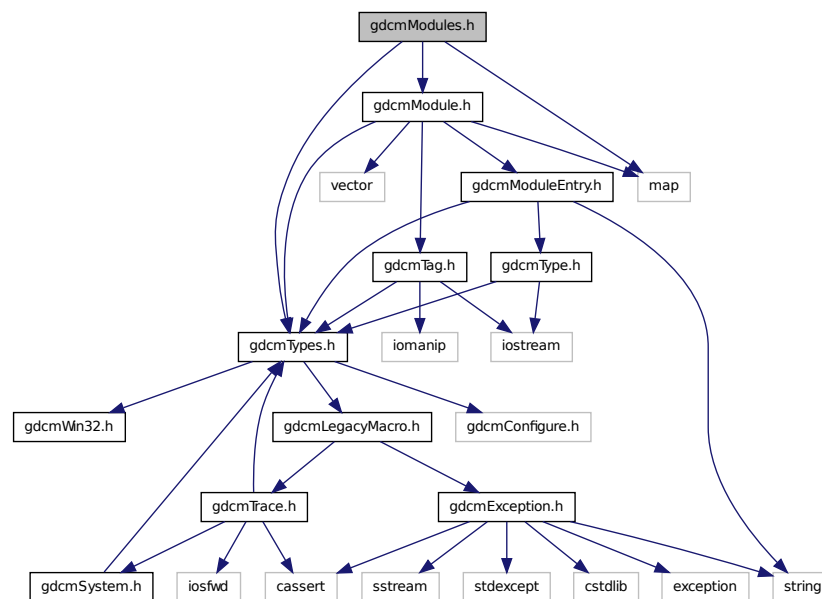 gdcmModules.h
gdcmModule.h
vector
gdcmModuleEntry.h
map
gdcmTag.h
gdcmType.h
gdcmTypes.h
iomanip
iostream
gdcmWin32.h
gdcmLegacyMacro.h
gdcmConfigure.h
gdcmTrace.h
gdcmException.h
gdcmSystem.h
iosfwd
cassert
sstream
stdexcept
cstdlib
exception
string